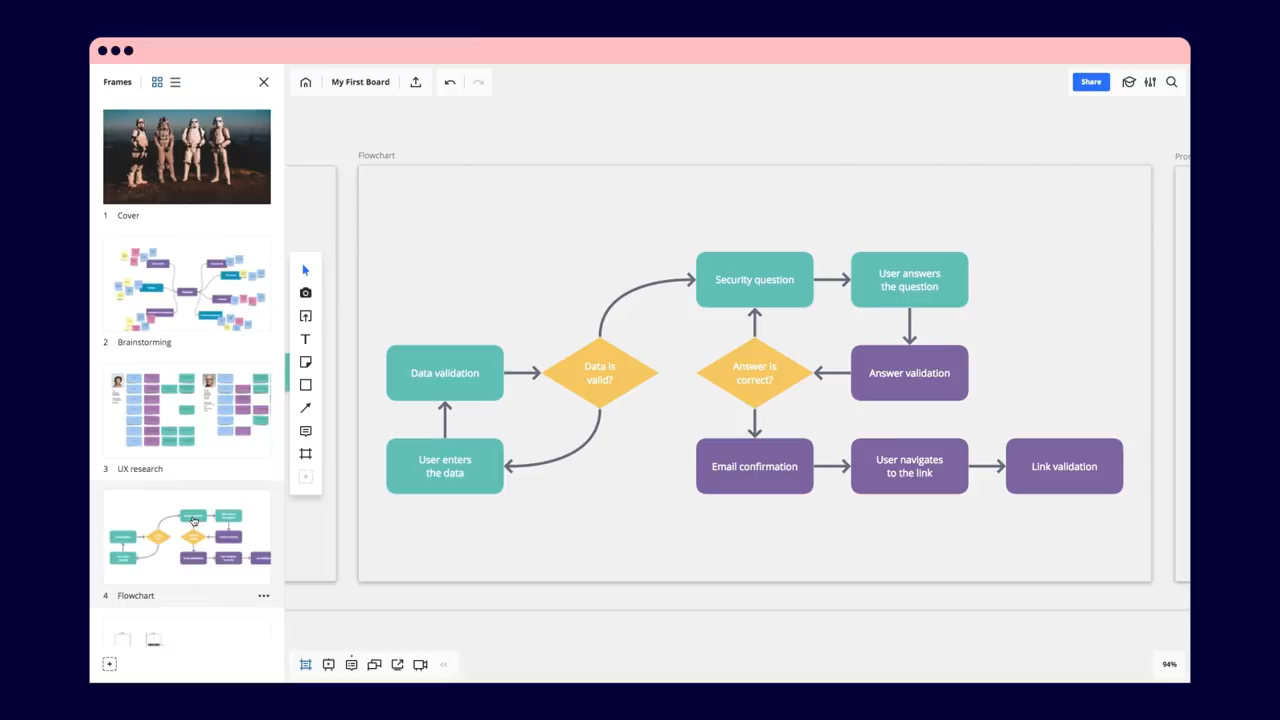 Frames
My First Board
Share
1 Cover
2 Brainstorming
3 UX research
4 Flowchart
Flowchart
Security question
User answers
the question
Data validation
Data is
valid?
Answer is
correct?
Answer validation
User enters
the data
Email confirmation
User navigates
to the link
Link validation
94%